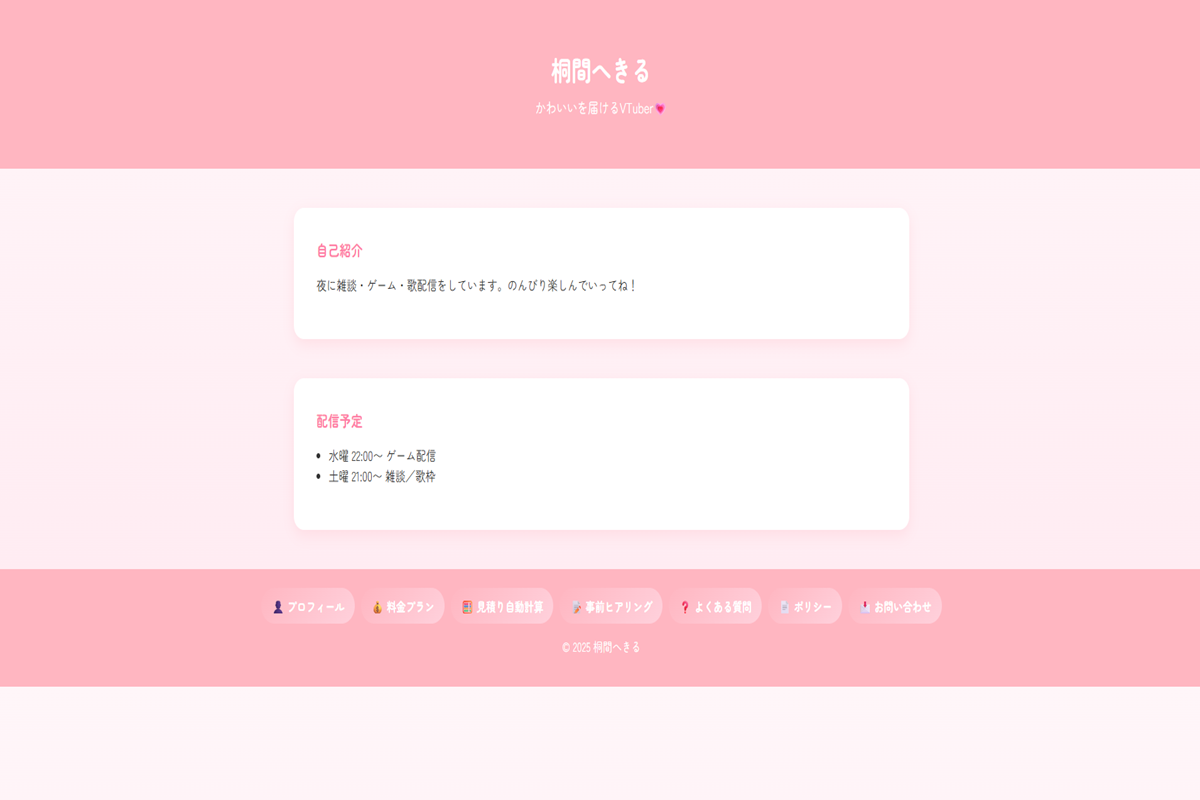 桐間へきる
かわいいを届けるVTuber💗
自己紹介
夜に雑談・ゲーム・歌配信をしています。のんびり楽しんでいってね！
配信予定
• 水曜 22:00〜 ゲーム配信
• 土曜 21:00〜 雑談／歌枠
👤 プロフィール 💰 料金プラン 🧮 見積り自動計算 📝 事前ヒアリング ❓ よくある質問 📄 ポリシー 📩 お問い合わせ
© 2025 桐間へきる